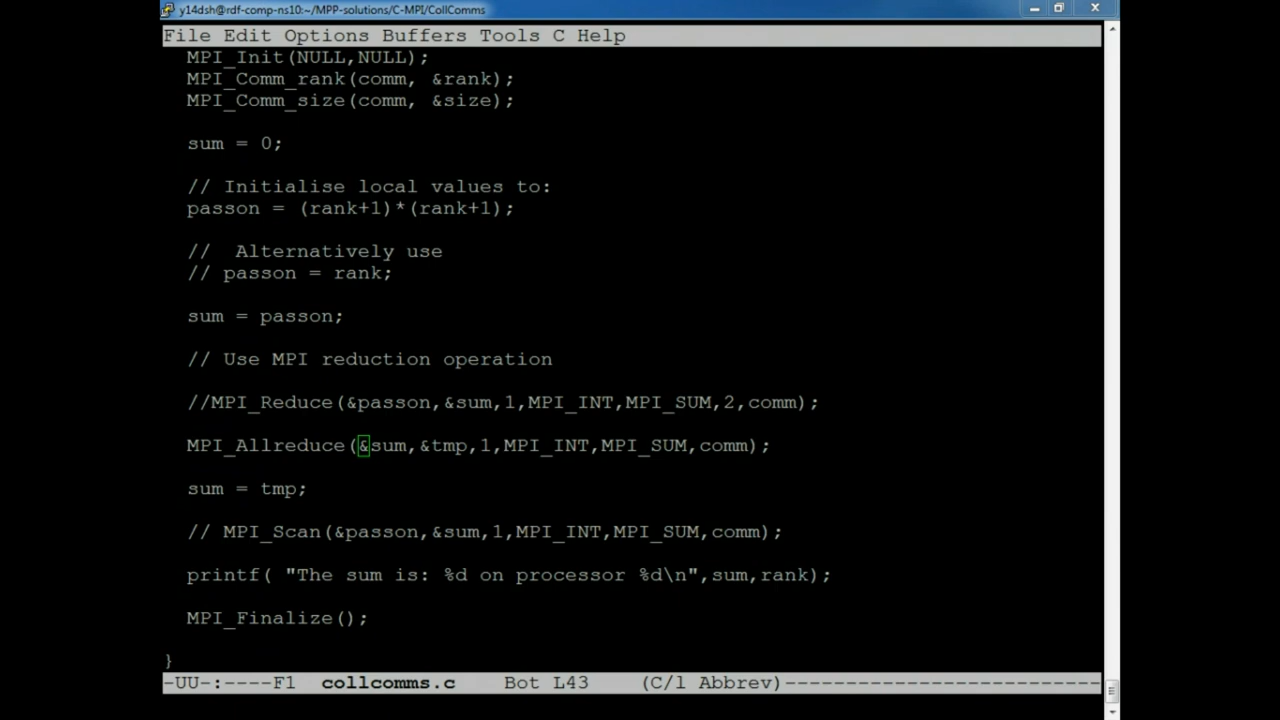 y14dsh@rdf-comp-ns10:~/MPP-solutions/C-MPI/CollComms
File Edit Options Buffers Tools C Help
MPI_Init(NULL,NULL);
MPI_Comm_rank(comm, &rank);
MPI_Comm_size(comm, &size);
sum = 0;
// Initialise local values to:
passon = (rank+1)*(rank+1);
//  Alternatively use
// passon = rank;
sum = passon;
// Use MPI reduction operation
//MPI_Reduce(&passon,&sum,1,MPI_INT,MPI_SUM,2,comm);
MPI_Allreduce(&sum,&tmp,1,MPI_INT,MPI_SUM,comm);
sum = tmp;
// MPI_Scan(&passon,&sum,1,MPI_INT,MPI_SUM,comm);
printf( "The sum is: %d on processor %d\n",sum,rank);
MPI_Finalize();
}
-UU-:----F1  collcomms.c    Bot L43    (C/l Abbrev)--------------------------